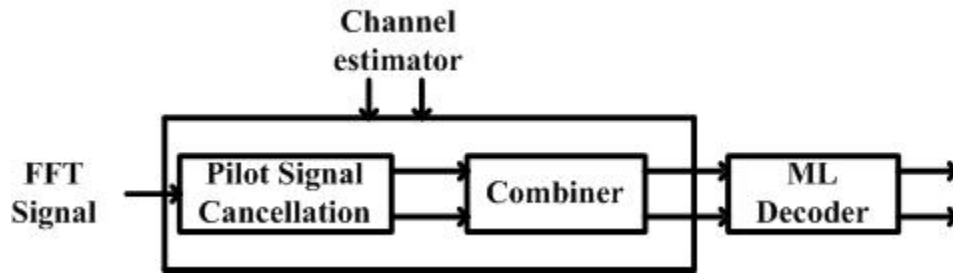 Channel
estimator
FFT
Signal
Pilot Signal
Cancellation
Combiner
ML
Decoder